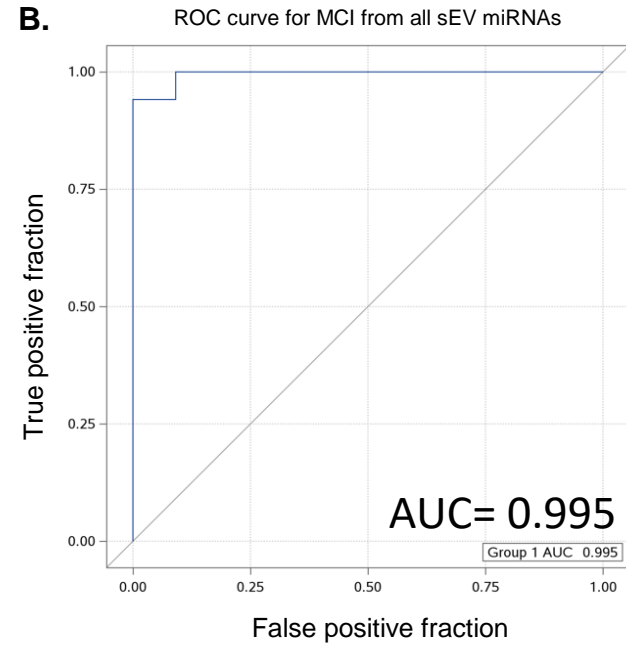 B.
ROC curve for MCI from all sEV miRNAs
True positive fraction
1.00
0.75
0.50
0.25
0.00
AUC= 0.995
Group 1 AUC 0.995
0.00 0.25 0.50 0.75 1.00
False positive fraction